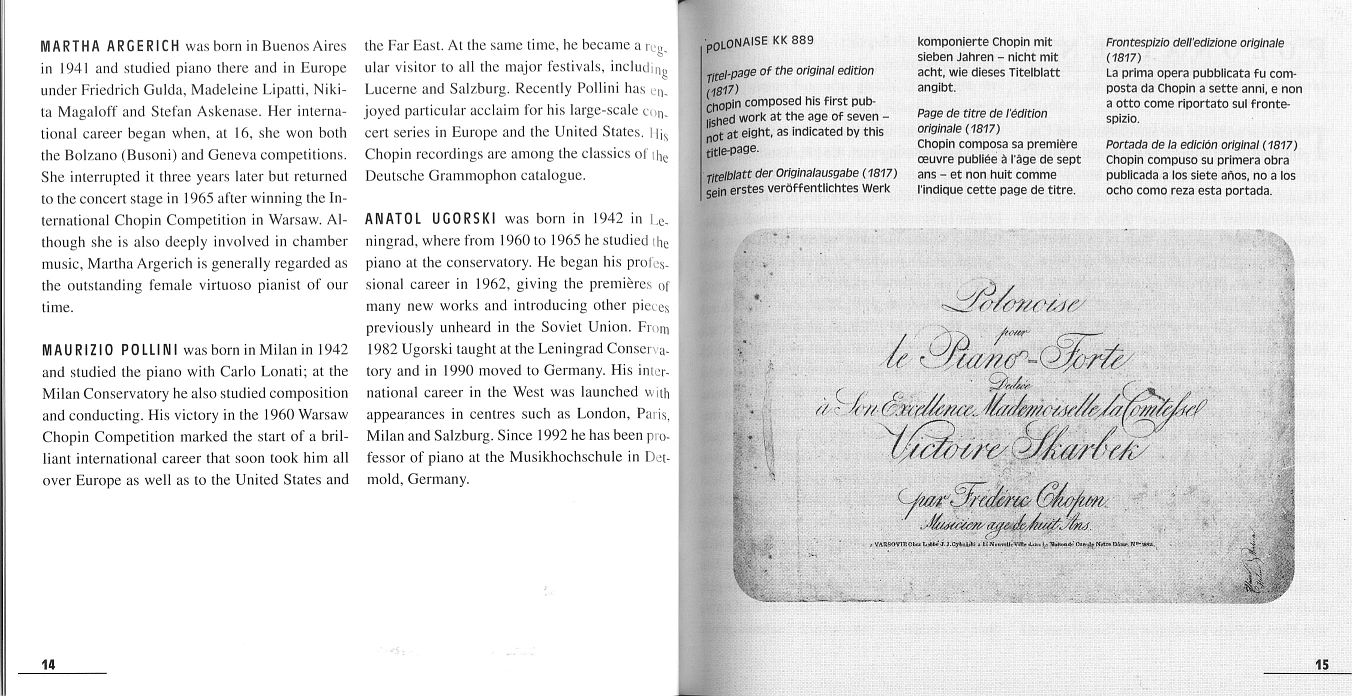 MARTHA ARGERICH was born in Buenos Aires
in 1941 and studied piano there and in Europe
under Friedrich Gulda, Madeleine Lipatti, Niki-
ta Magaloff and Stefan Askenase. Her interna-
tional career began when, at 16, she won both
the Bolzano (Busoni) and Geneva competitions.
She interrupted it three years later but returned
to the concert stage in 1965 after winning the In-
ternational Chopin Competition in Warsaw. Al-
though she is also deeply involved in chamber
music, Martha Argerich is generally regarded as
the outstanding female virtuoso pianist of our
time.
MAURIZIO POLLINI was born in Milan in 1942
and studied the piano with Carlo Lonati; at the
Milan Conservatory he also studied composition
and conducting. His victory in the 1960 Warsaw
Chopin Competition marked the start of a bril-
liant international career that soon took him all
over Europe as well as to the United States and
the Far East. At the same time, he became a reg-
ular visitor to all the major festivals, including
Lucerne and Salzburg. Recently Pollini has en-
joyed particular acclaim for his large-scale con-
cert series in Europe and the United States. His
Chopin recordings are among the classics of the
Deutsche Grammophon catalogue.
ANATOL UGORSKI was born in 1942 in Le-
ningrad, where from 1960 to 1965 he studied the
piano at the conservatory. He began his profes-
sional career in 1962, giving the premières of
many new works and introducing other pieces
previously unheard in the Soviet Union. From
1982 Ugorski taught at the Leningrad Conserva-
tory and in 1990 moved to Germany. His inter-
national career in the West was launched with
appearances in centres such as London, Paris,
Milan and Salzburg. Since 1992 he has been pro-
fessor of piano at the Musikhochschule in Det-
mold, Germany.
14
POLONAISE KK 889
Titel-page of the original edition
(1817)
Chopin composed his first pub-
lished work at the age of seven –
not at eight, as indicated by this
title-page.
Titelblatt der Originalausgabe (1817)
Sein erstes veröffentlichtes Werk
komponierte Chopin mit
sieben Jahren – nicht mit
acht, wie dieses Titelblatt
angibt.
Page de titre de l'édition
originale (1817)
Chopin composa sa première
œuvre publiée à l'âge de sept
ans – et non huit comme
l'indique cette page de titre.
Frontespizio dell'edizione originale
(1817)
La prima opera pubblicata fu com-
posta da Chopin a sette anni, e non
a otto come riportato sul fronte-
spizio.
Portada de la edición original (1817)
Chopin compuso su primera obra
publicada a los siete años, no a los
ocho como reza esta portada.
Polonoise
pour
le Piano-Forte
Dediée
à Son Excellence Mademoiselle la Comtesse
Victoire Skarbek
par Frédéric Chopin
Musicien age de huit Ans.
à VARSOVIE Chez l'abbé J. J. Cybulski à la Nouvelle Ville dans la Maison de Cure de Notre Dame,
15